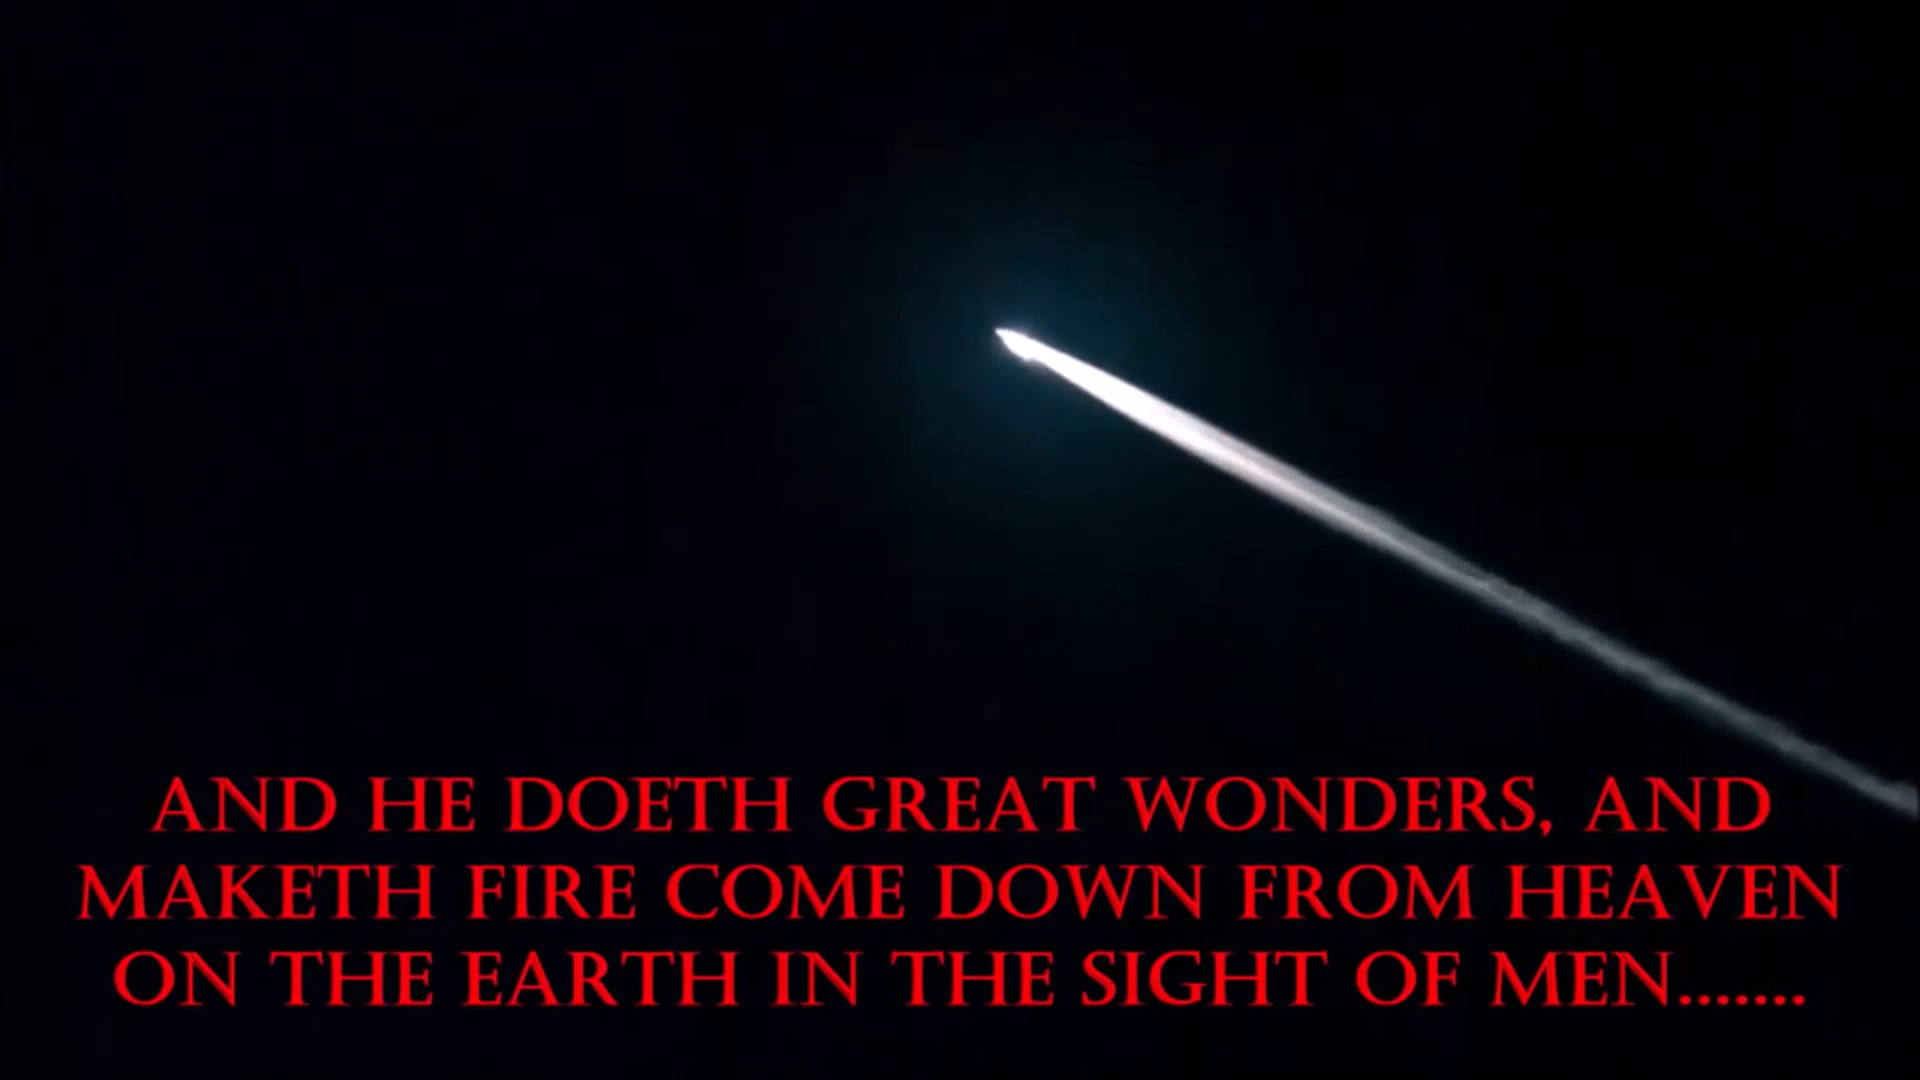 AND HE DOETH GREAT WONDERS, AND
MAKETH FIRE COME DOWN FROM HEAVEN
ON THE EARTH IN THE SIGHT OF MEN.......